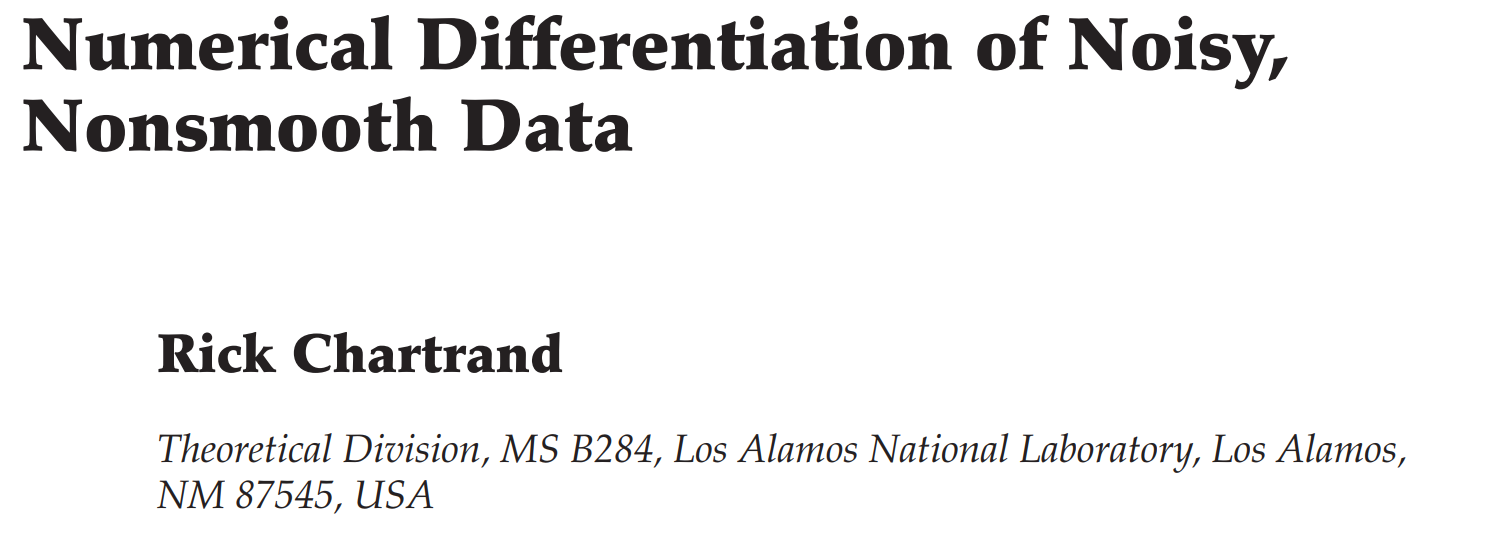 Numerical Differentiation of Noisy,
Nonsmooth Data
Rick Chartrand
Theoretical Division, MS B284, Los Alamos National Laboratory, Los Alamos,
NM 87545, USA